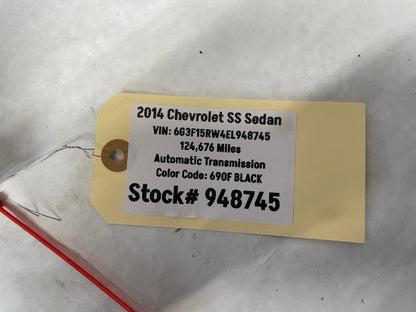 2014 Chevrolet SS Sedan
VIN: 6G3F15RW4EL948745
124,676 Miles
Automatic Transmission
Color Code: 690F BLACK
Stock# 948745